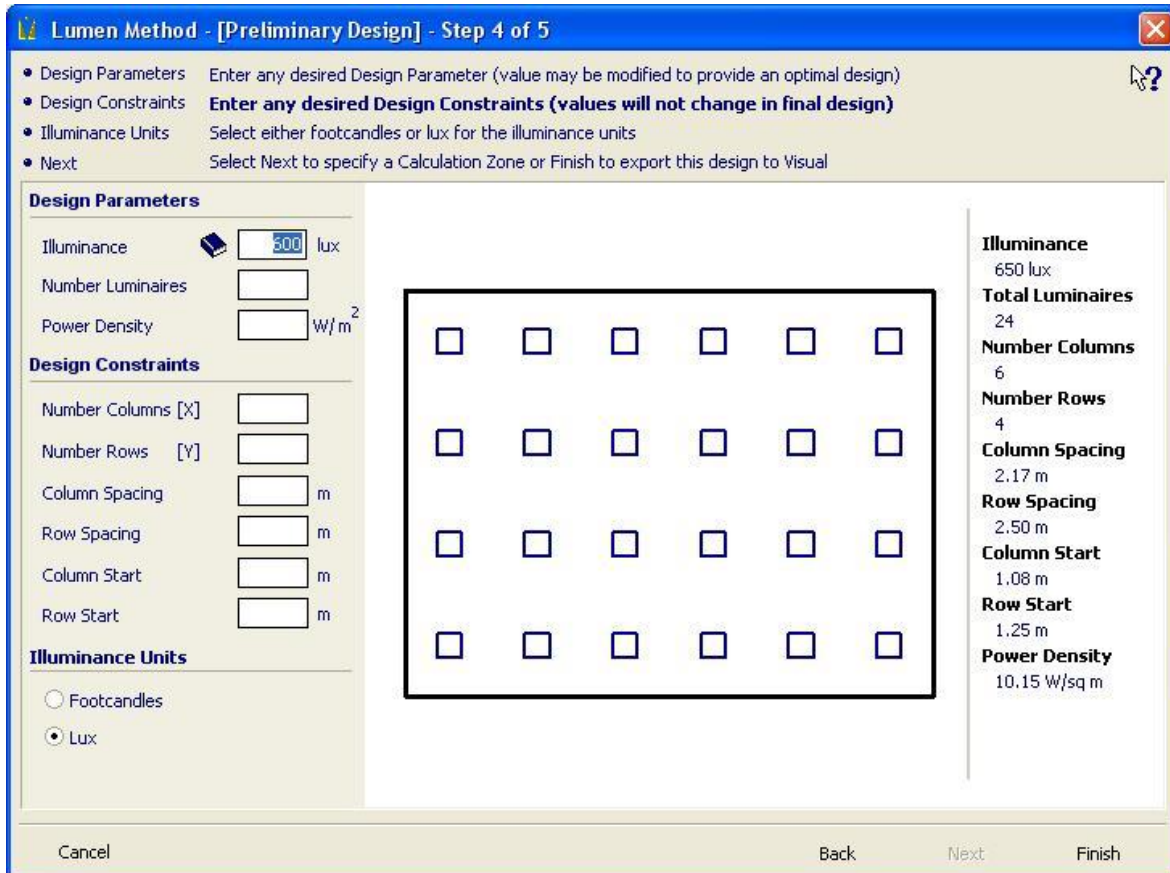 Lumen Method - [Preliminary Design] - Step 4 of 5
• Design Parameters Enter any desired Design Parameter (value may be modified to provide an optimal design)
• Design Constraints Enter any desired Design Constraints (values will not change in final design)
• Illuminance Units Select either footcandles or lux for the illuminance units
• Next Select Next to specify a Calculation Zone or Finish to export this design to Visual
?
Design Parameters
Illuminance 600 lux
Number Luminaires
Power Density W/m²
Design Constraints
Number Columns [X]
Number Rows [Y]
Column Spacing m
Row Spacing m
Column Start m
Row Start m
Illuminance Units
Footcandles
Lux
Illuminance
650 lux
Total Luminaires
24
Number Columns
6
Number Rows
4
Column Spacing
2.17 m
Row Spacing
2.50 m
Column Start
1.08 m
Row Start
1.25 m
Power Density
10.15 W/sq m
Cancel Back Next Finish